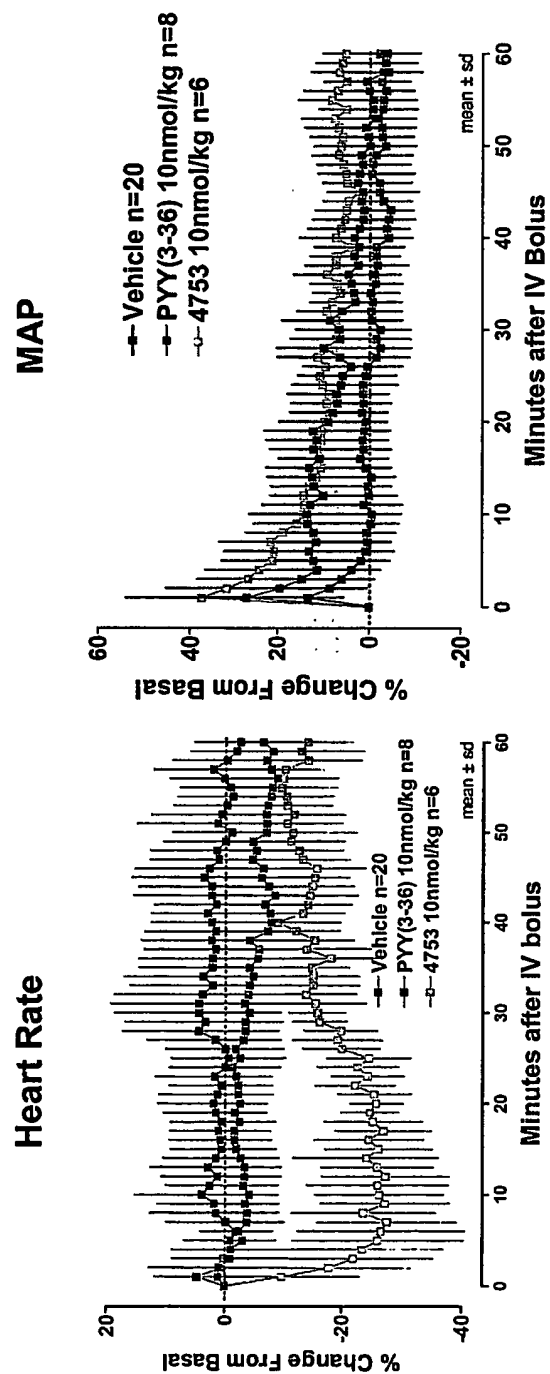 Heart Rate
% Change From Basal
20
0
-20
-40
Vehicle n=20
PYY(3-36) 10nmol/kg n=8
4753 10nmol/kg n=6
mean ± sd
0 10 20 30 40 50 60
Minutes after IV bolus
MAP
% Change From Basal
60
40
20
0
-20
Vehicle n=20
PYY(3-36) 10nmol/kg n=8
4753 10nmol/kg n=6
mean ± sd
0 10 20 30 40 50 60
Minutes after IV Bolus